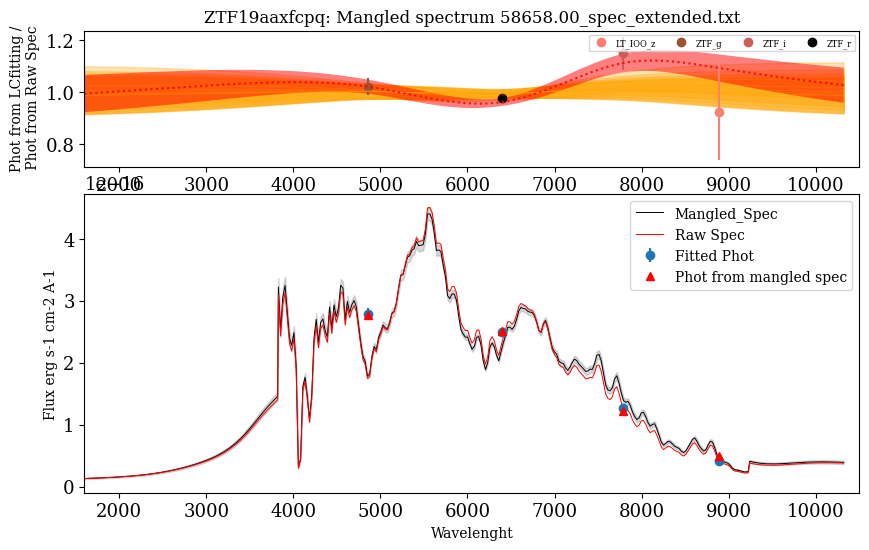 ZTF19aaxfcpq: Mangled spectrum 58658.00_spec_extended.txt
Phot from LCfitting /
Phot from Raw Spec
1.2
1.0
0.8
LT_IOO_z ZTF_g ZTF_i ZTF_r
2000 3000 4000 5000 6000 7000 8000 9000 10000
1e−16
Flux erg s-1 cm-2 A-1
4
3
2
1
0
Mangled_Spec
Raw Spec
Fitted Phot
Phot from mangled spec
2000 3000 4000 5000 6000 7000 8000 9000 10000
Wavelenght